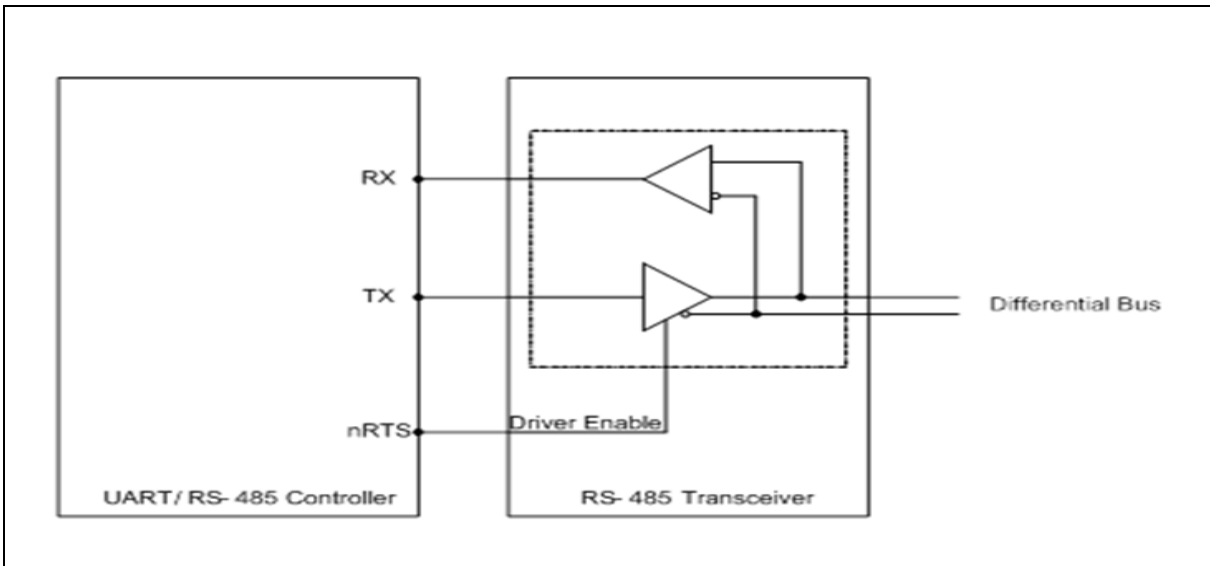 RX
TX
Differential Bus
nRTS
Driver Enable
UART/ RS- 485 Controller
RS- 485 Transceiver